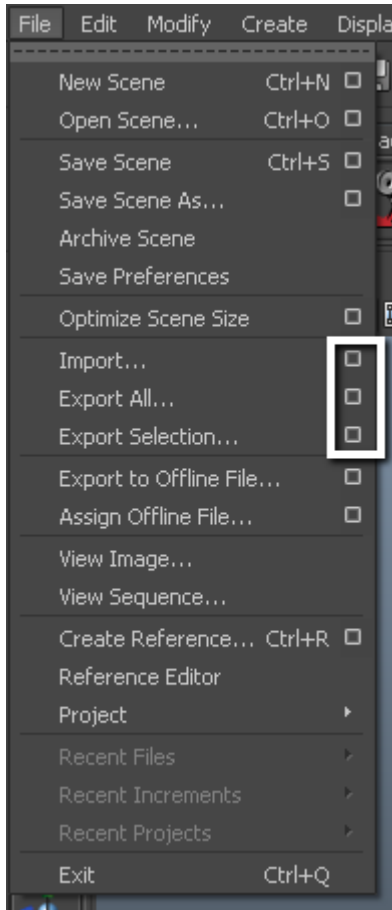 File Edit Modify Create Displa
New Scene Ctrl+N
Open Scene... Ctrl+O
Save Scene Ctrl+S
Save Scene As...
Archive Scene
Save Preferences
Optimize Scene Size
Import...
Export All...
Export Selection...
Export to Offline File...
Assign Offline File...
View Image...
View Sequence...
Create Reference... Ctrl+R
Reference Editor
Project
Recent Files
Recent Increments
Recent Projects
Exit Ctrl+Q